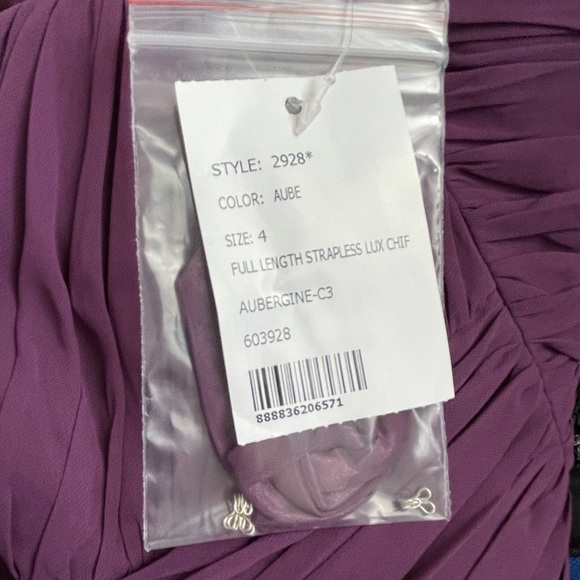 STYLE: 2928*
COLOR: AUBE
SIZE: 4
FULL LENGTH STRAPLESS LUX CHIF
AUBERGINE-C3
603928
888836206571